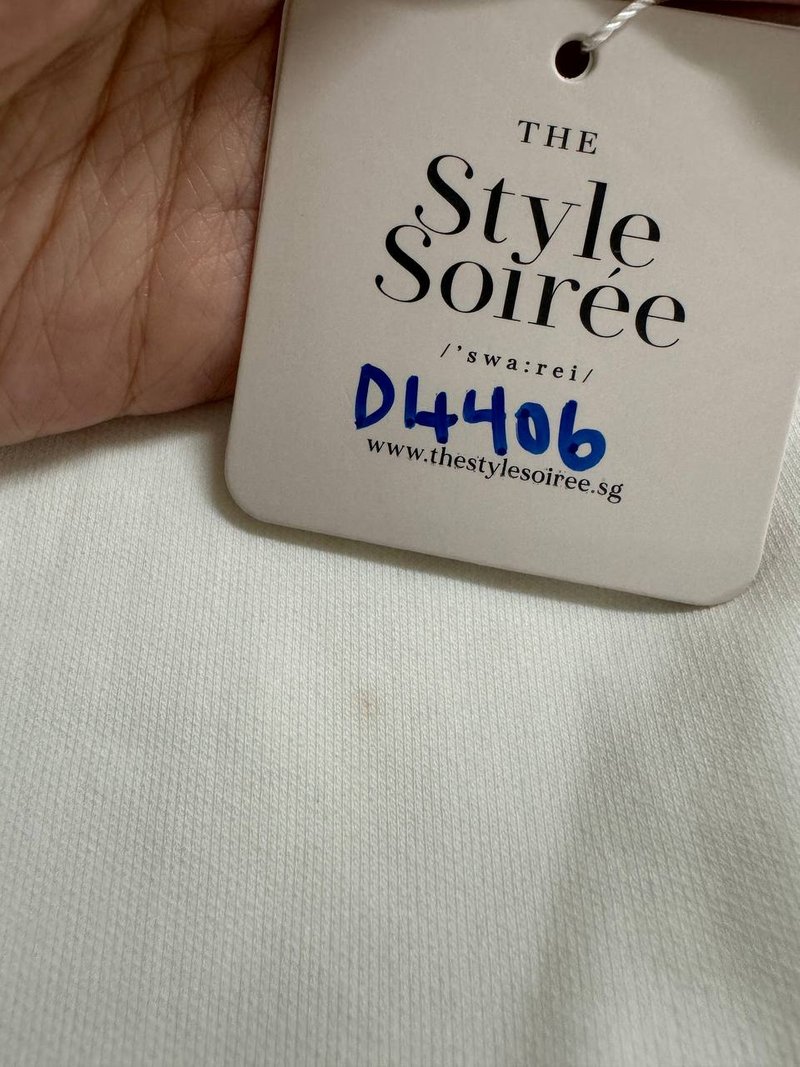 THE
Style
Soirée
/'swa:rei/
D4406
www.thestylesoiree.sg